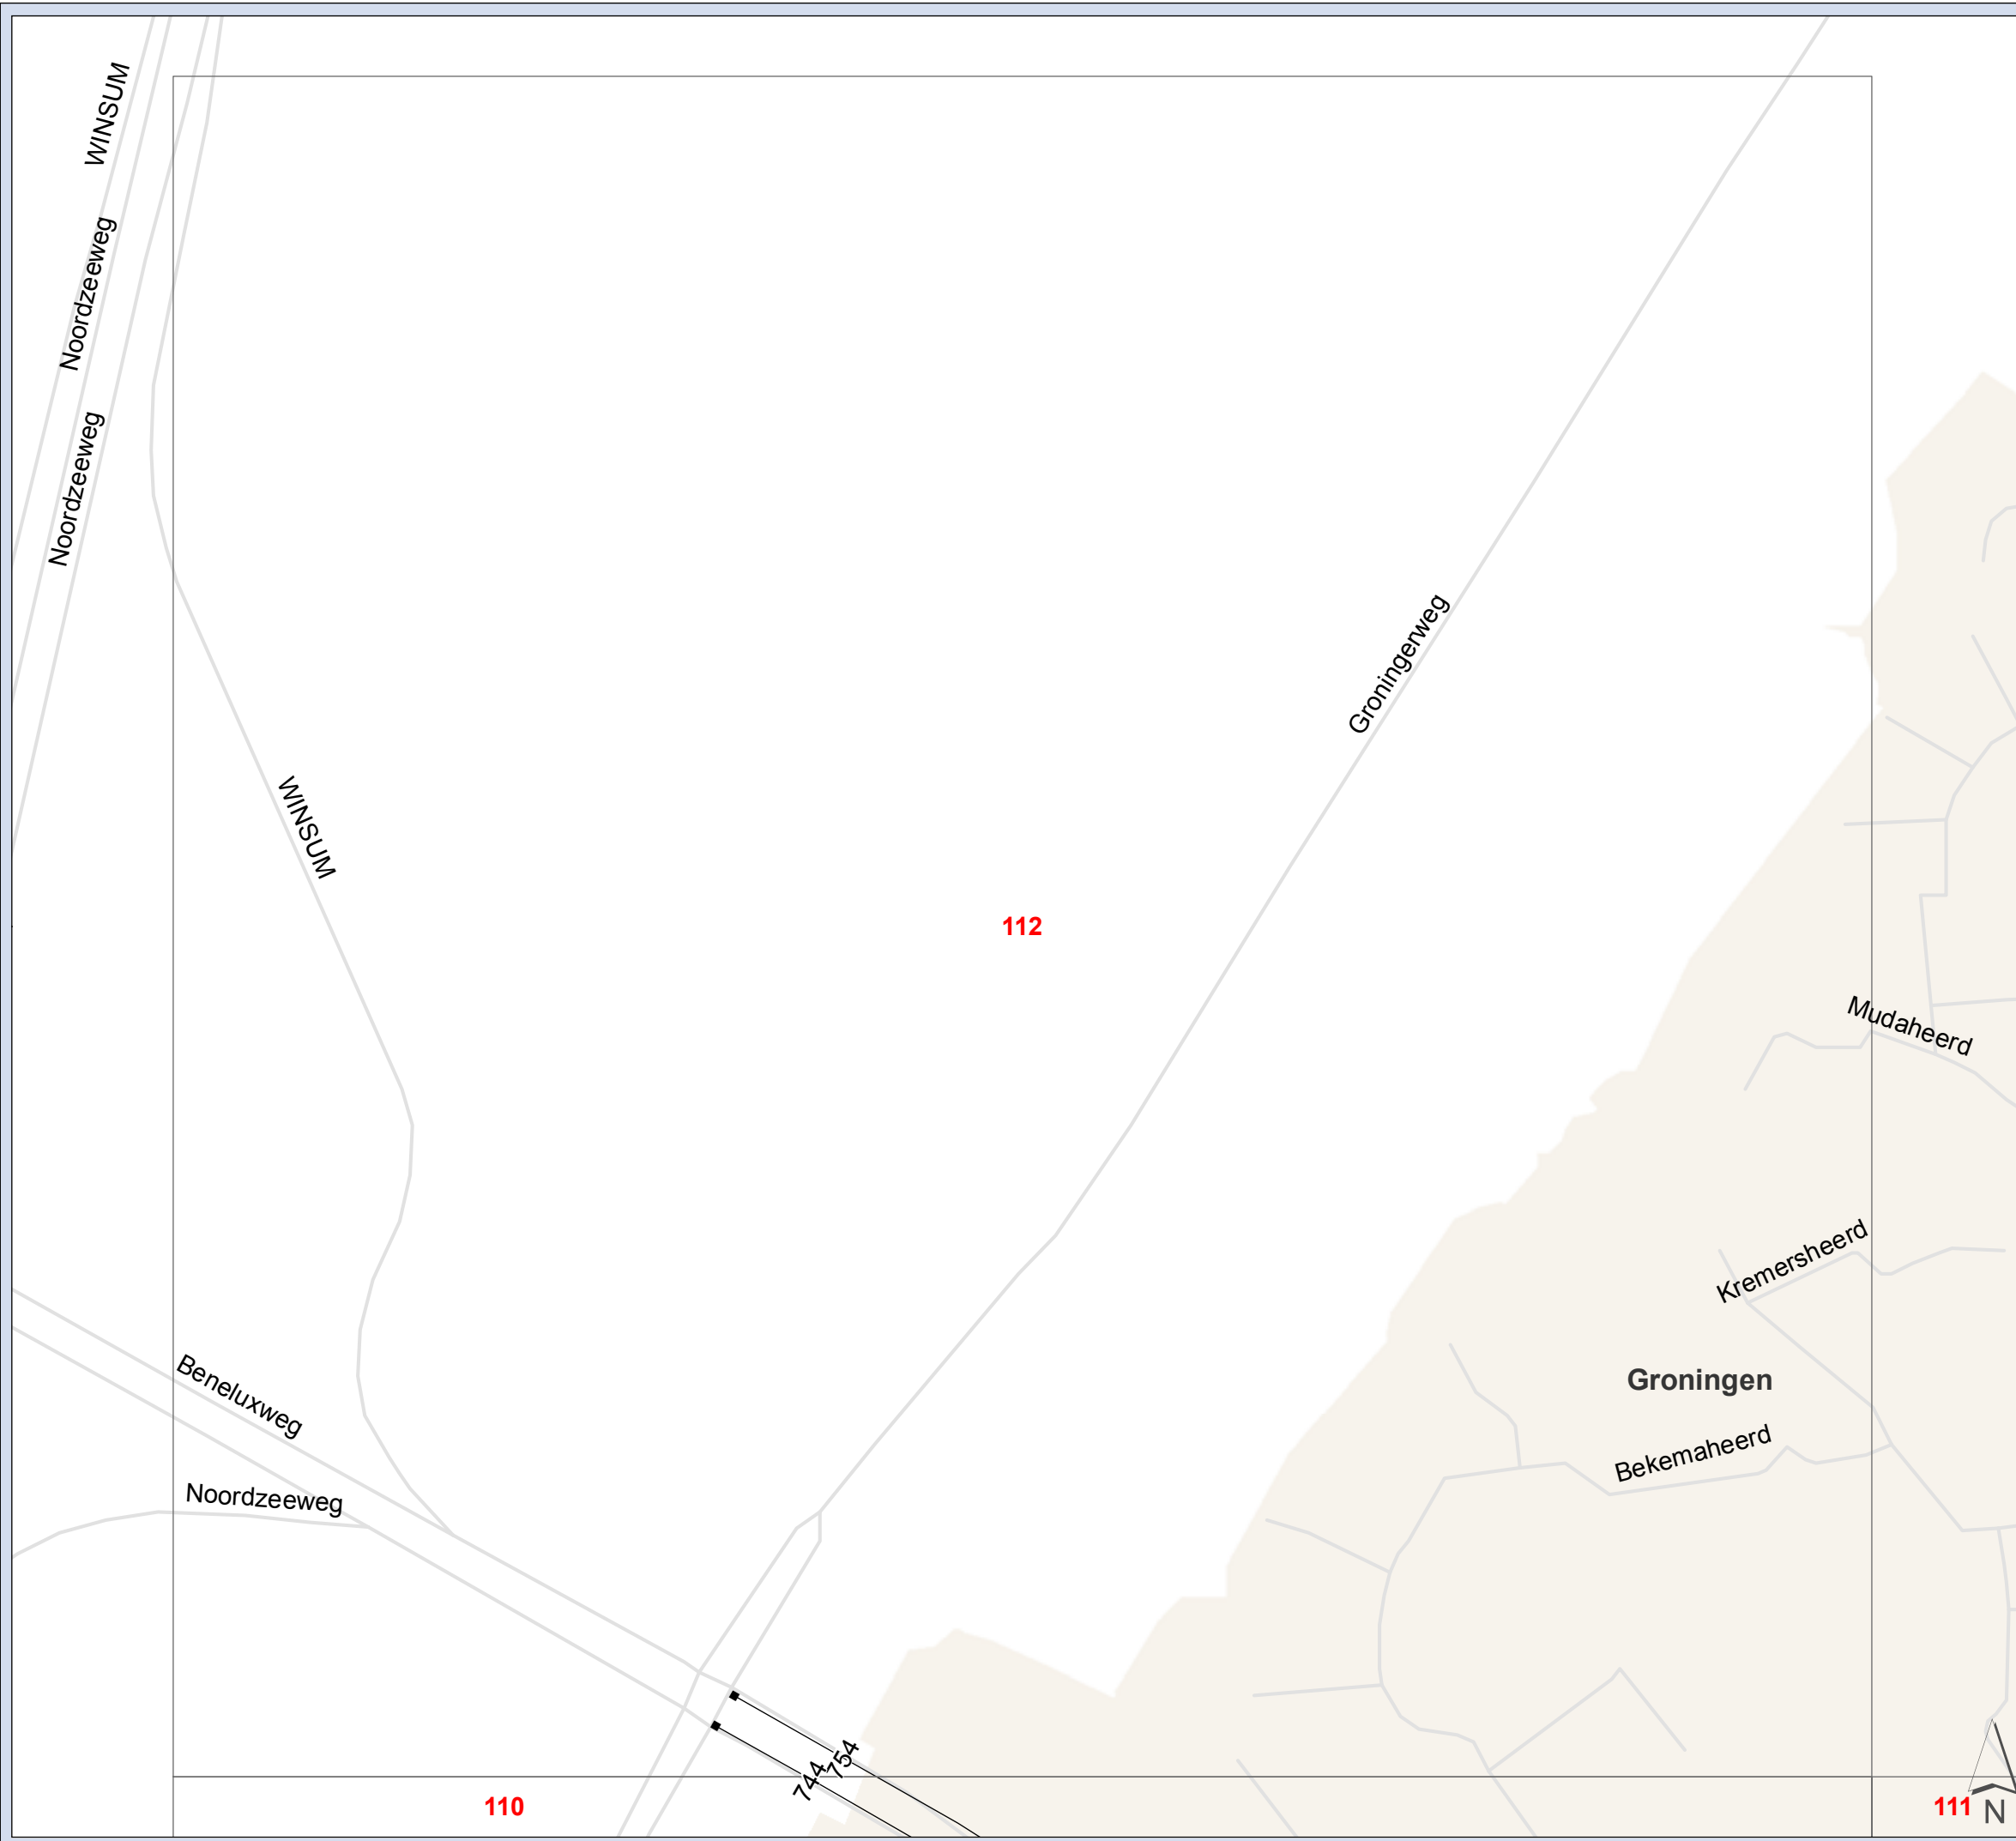 WINSUM
Noordzeeweg
Noordzeeweg
Groningerweg
WINSUM
112
Mudaheerd
Kremersheerd
Beneluxweg
Groningen
Bekemaheerd
Noordzeeweg
754
744
110
111
N